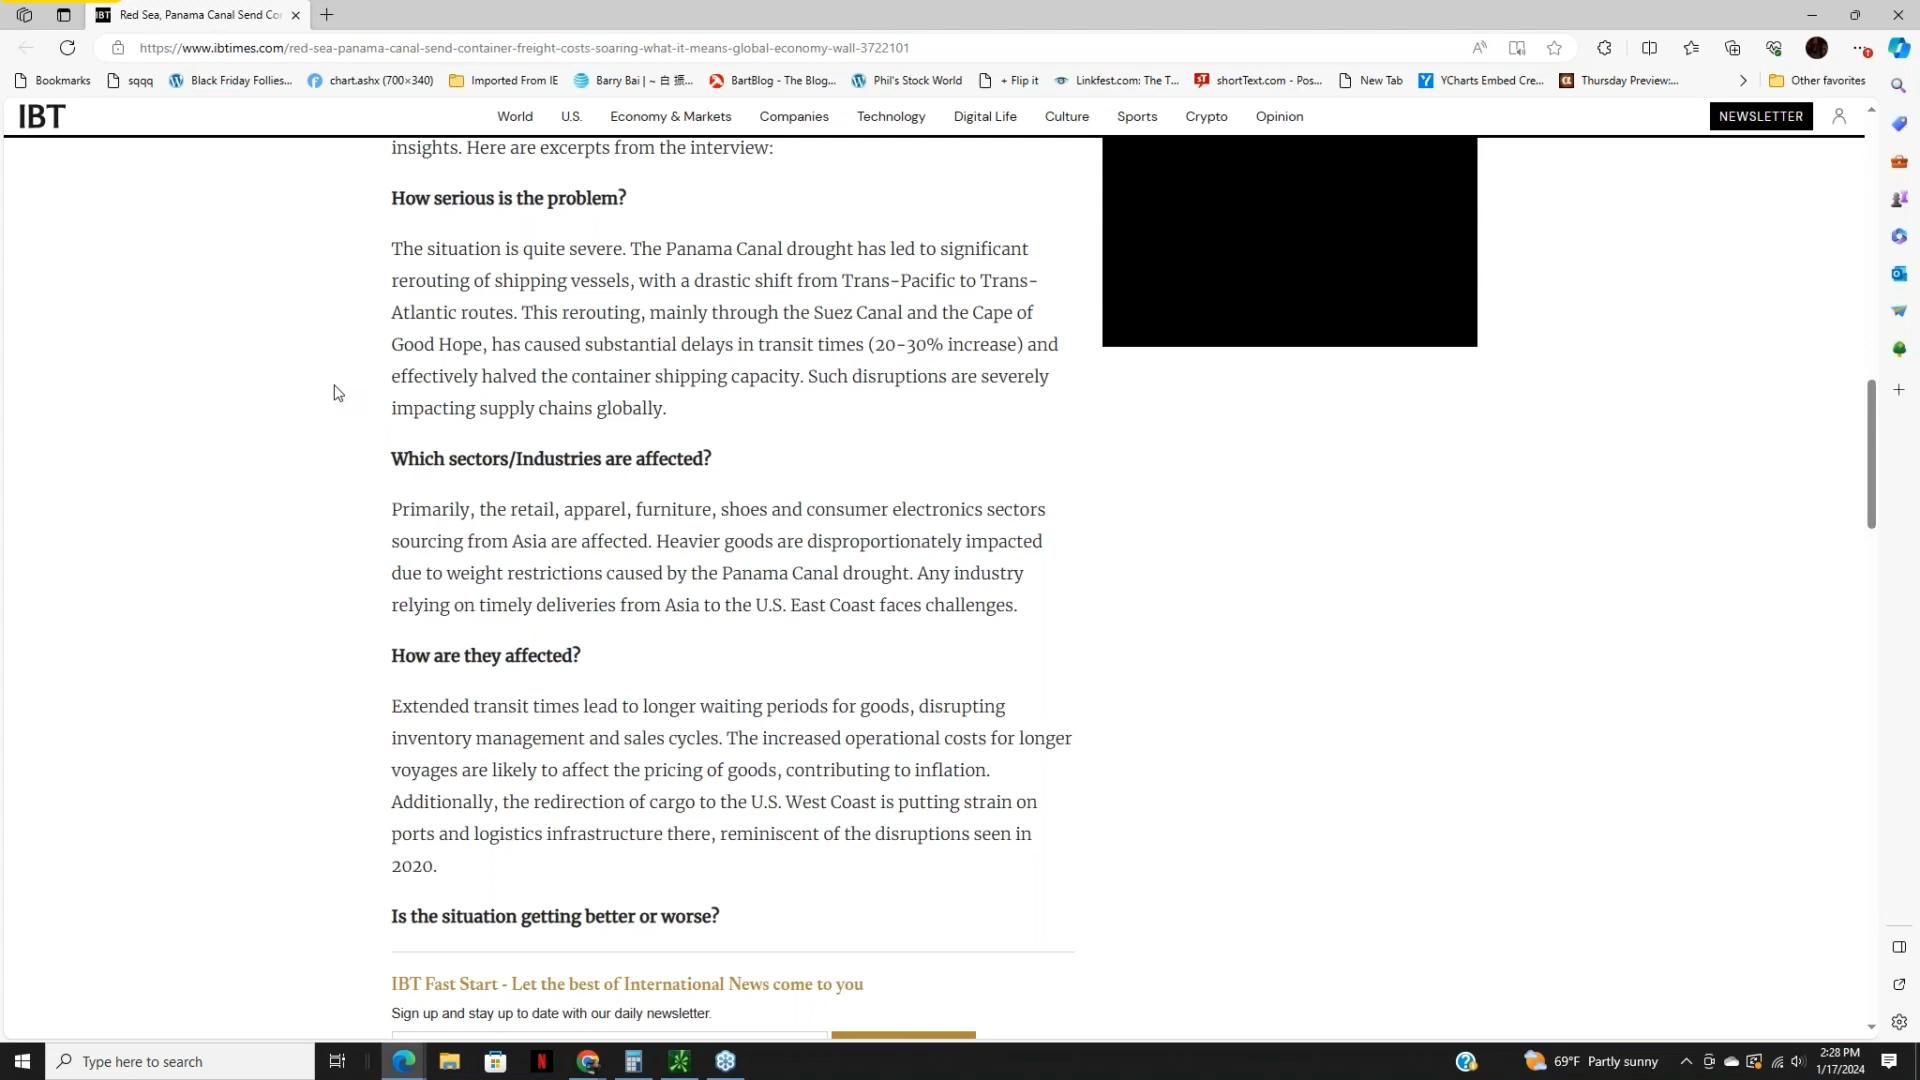 Red Sea, Panama Canal Send Co
https://www.ibtimes.com/red-sea-panama-canal-send-container-freight-costs-soaring-what-it-means-global-economy-wall-3722101
Bookmarks
sqqq
Black Friday Follies...
chart.ashx (700×340)
Imported From IE
Barry Bai | ~ 白 振...
BartBlog - The Blog...
Phil's Stock World
+ Flip it
Linkfest.com: The T...
shortText.com - Pos...
New Tab
YCharts Embed Cre...
Thursday Preview:...
Other favorites
IBT
World
U.S.
Economy & Markets
Companies
Technology
Digital Life
Culture
Sports
Crypto
Opinion
NEWSLETTER
insights. Here are excerpts from the interview:
How serious is the problem?
The situation is quite severe. The Panama Canal drought has led to significant
rerouting of shipping vessels, with a drastic shift from Trans-Pacific to Trans-
Atlantic routes. This rerouting, mainly through the Suez Canal and the Cape of
Good Hope, has caused substantial delays in transit times (20-30% increase) and
effectively halved the container shipping capacity. Such disruptions are severely
impacting supply chains globally.
Which sectors/Industries are affected?
Primarily, the retail, apparel, furniture, shoes and consumer electronics sectors
sourcing from Asia are affected. Heavier goods are disproportionately impacted
due to weight restrictions caused by the Panama Canal drought. Any industry
relying on timely deliveries from Asia to the U.S. East Coast faces challenges.
How are they affected?
Extended transit times lead to longer waiting periods for goods, disrupting
inventory management and sales cycles. The increased operational costs for longer
voyages are likely to affect the pricing of goods, contributing to inflation.
Additionally, the redirection of cargo to the U.S. West Coast is putting strain on
ports and logistics infrastructure there, reminiscent of the disruptions seen in
2020.
Is the situation getting better or worse?
IBT Fast Start - Let the best of International News come to you
Sign up and stay up to date with our daily newsletter.
Type here to search
69°F Partly sunny
2:28 PM
1/17/2024